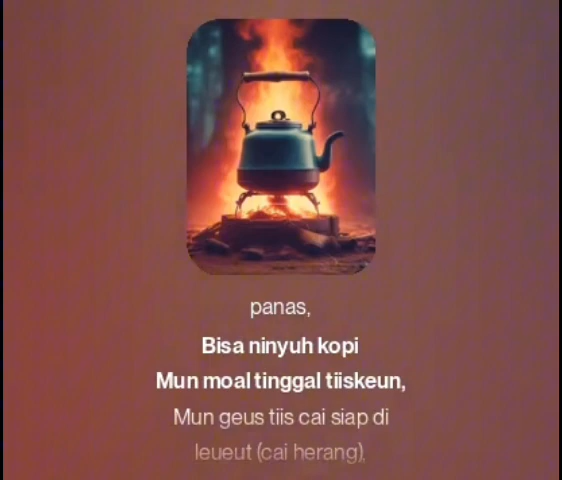 panas,
Bisa ninyuh kopi
Mun moal tinggal tiiskeun,
Mun geus tiis cai siap di
leueut (cai herang),